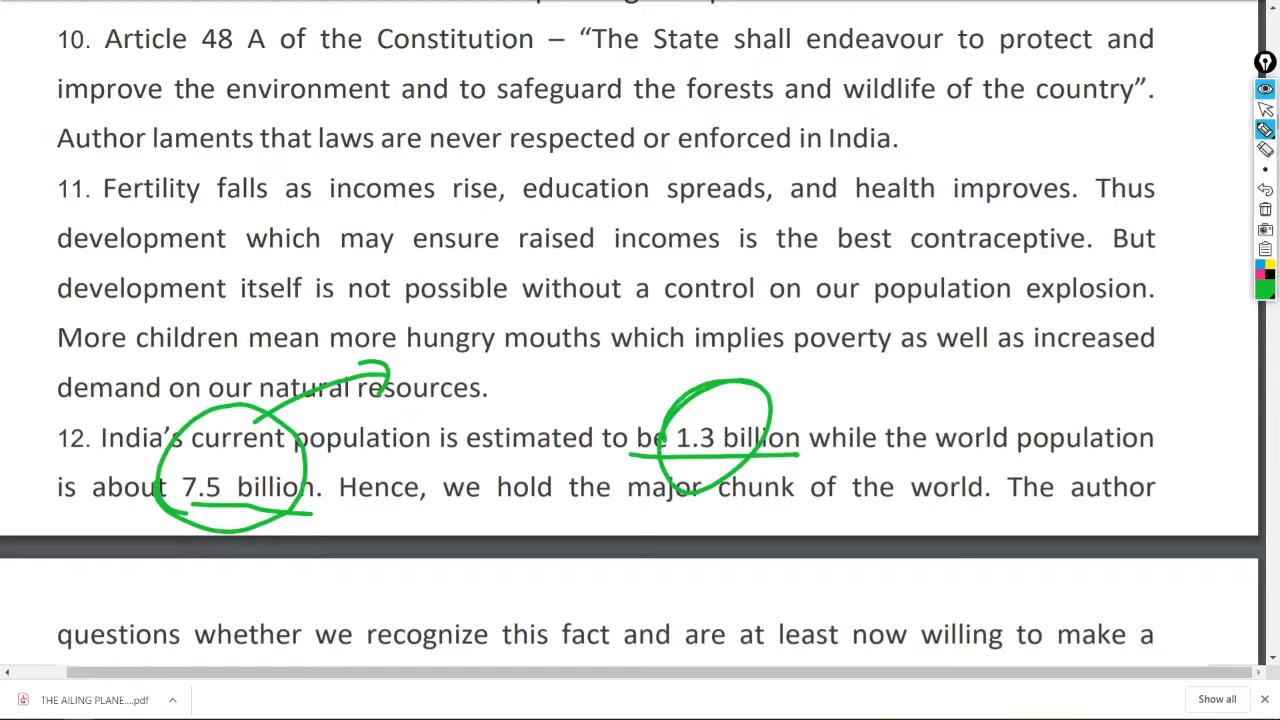 10. Article 48 A of the Constitution – “The State shall endeavour to protect and
improve the environment and to safeguard the forests and wildlife of the country”.
Author laments that laws are never respected or enforced in India.
11. Fertility falls as incomes rise, education spreads, and health improves. Thus
development which may ensure raised incomes is the best contraceptive. But
development itself is not possible without a control on our population explosion.
More children mean more hungry mouths which implies poverty as well as increased
demand on our natural resources.
12. India’s current population is estimated to be 1.3 billion while the world population
is about 7.5 billion. Hence, we hold the major chunk of the world. The author
questions whether we recognize this fact and are at least now willing to make a
THE AILING PLANE....pdf
Show all